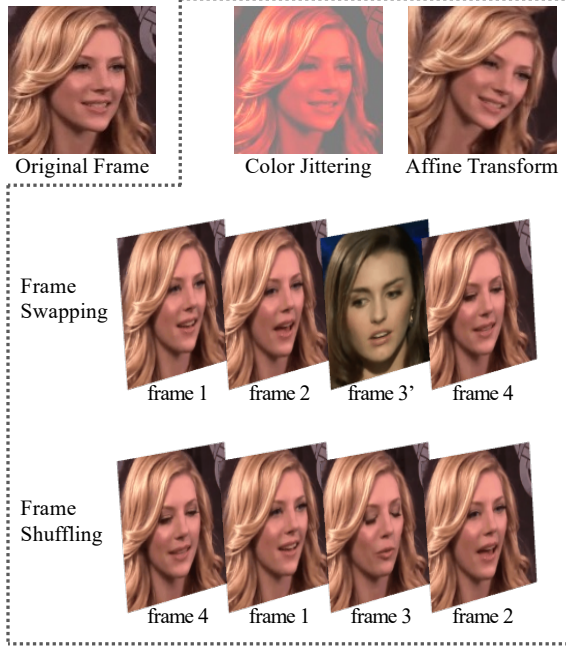 Original Frame
Color Jittering
Affine Transform
Frame
Swapping
frame 1
frame 2
frame 3’
frame 4
Frame
Shuffling
frame 4
frame 1
frame 3
frame 2